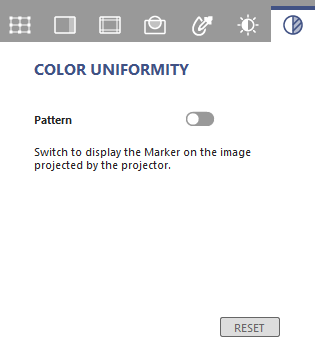 COLOR UNIFORMITY
Pattern
Switch to display the Marker on the image
projected by the projector.
RESET